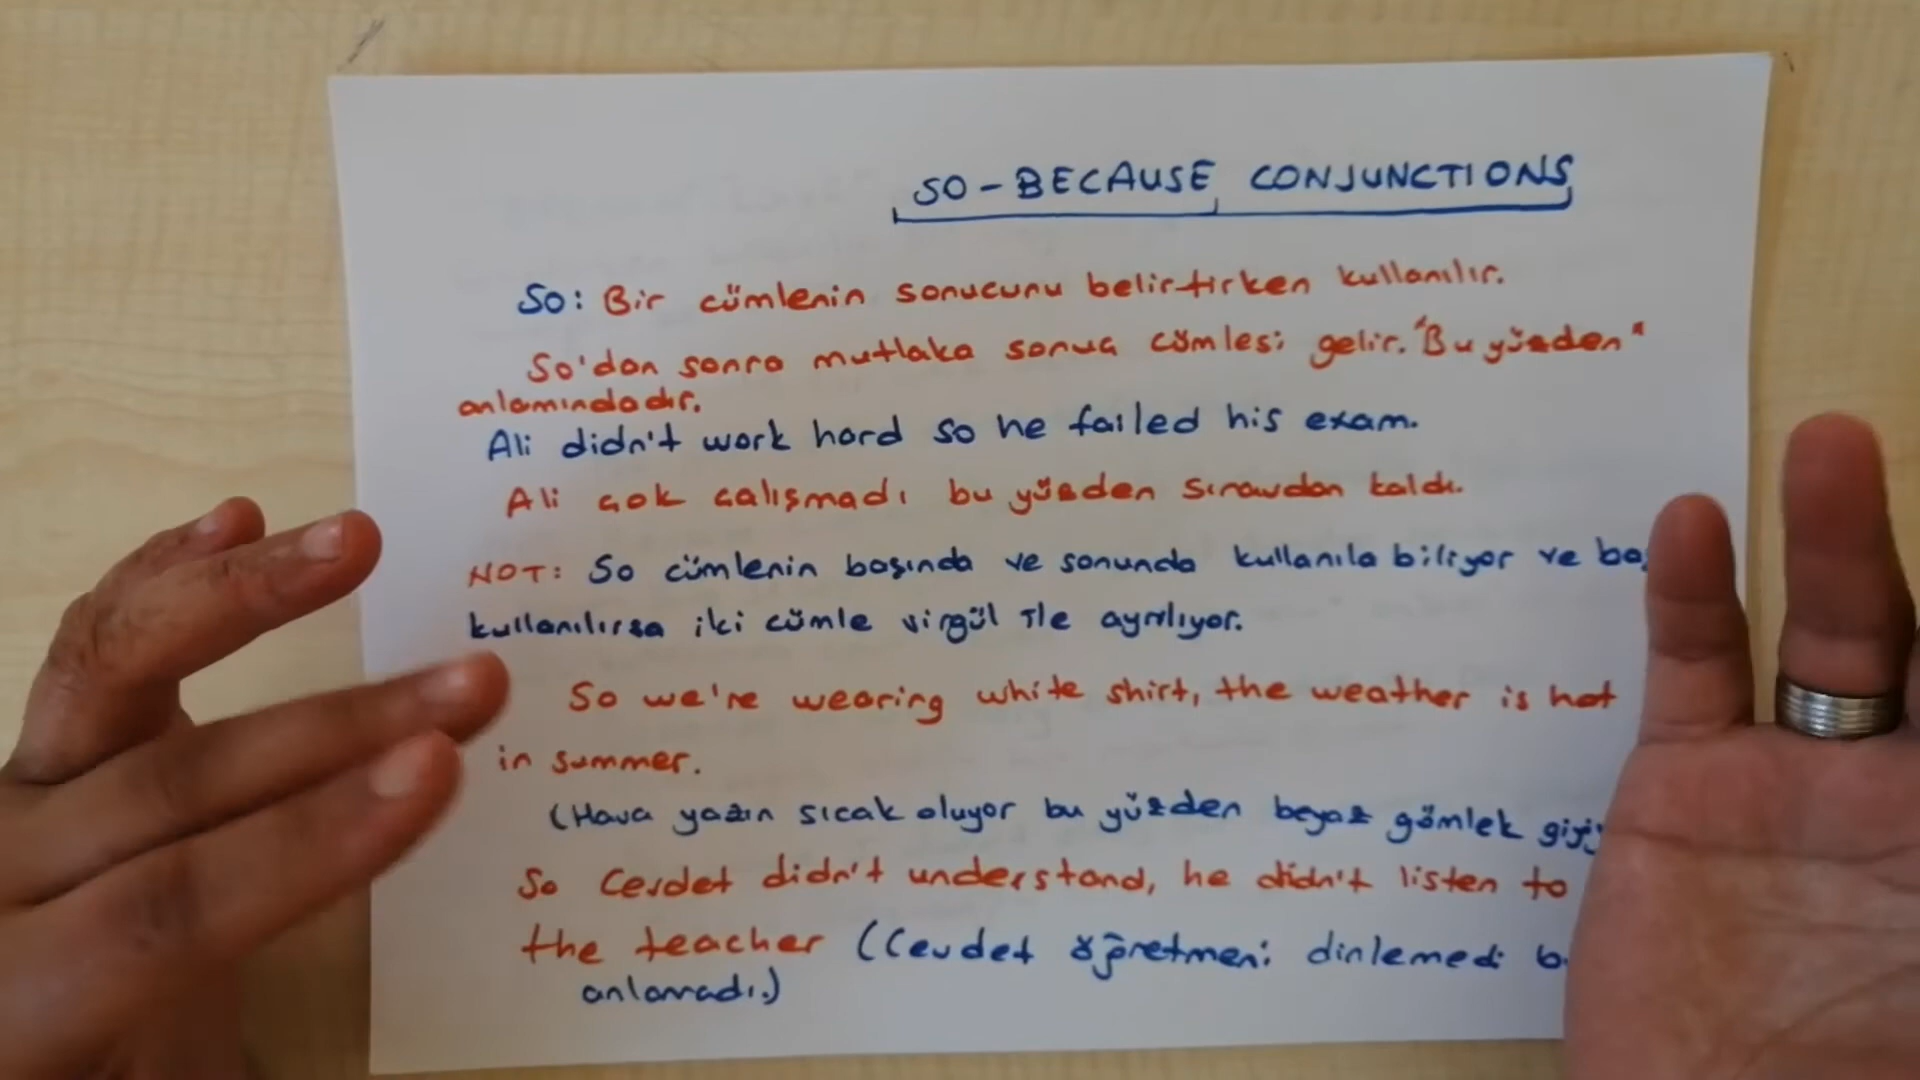 SO-BECAUSE CONJUNCTIONS
So: Bir cümlenin sonucunu belirtirken kullanılır.
So'dan sonra mutlaka sonuç cümlesi gelir. "Bu yüzden"
anlamındadır.
Ali didn't work hard so he failed his exam.
Ali çok çalışmadı bu yüzden sınavdan kaldı.
NOT: So cümlenin başında ve sonunda kullanıla biliyor ve
kullanılırsa iki cümle virgül ile ayrılıyor.
So we're wearing white shirt, the weather is hot
in summer.
(Hava yazın sıcak oluyor bu yüzden beyaz gömlek
So Cevdet didn't understand, he didn't listen to
the teacher (Cevdet öğretmeni dinlemedi
anlamadı.)